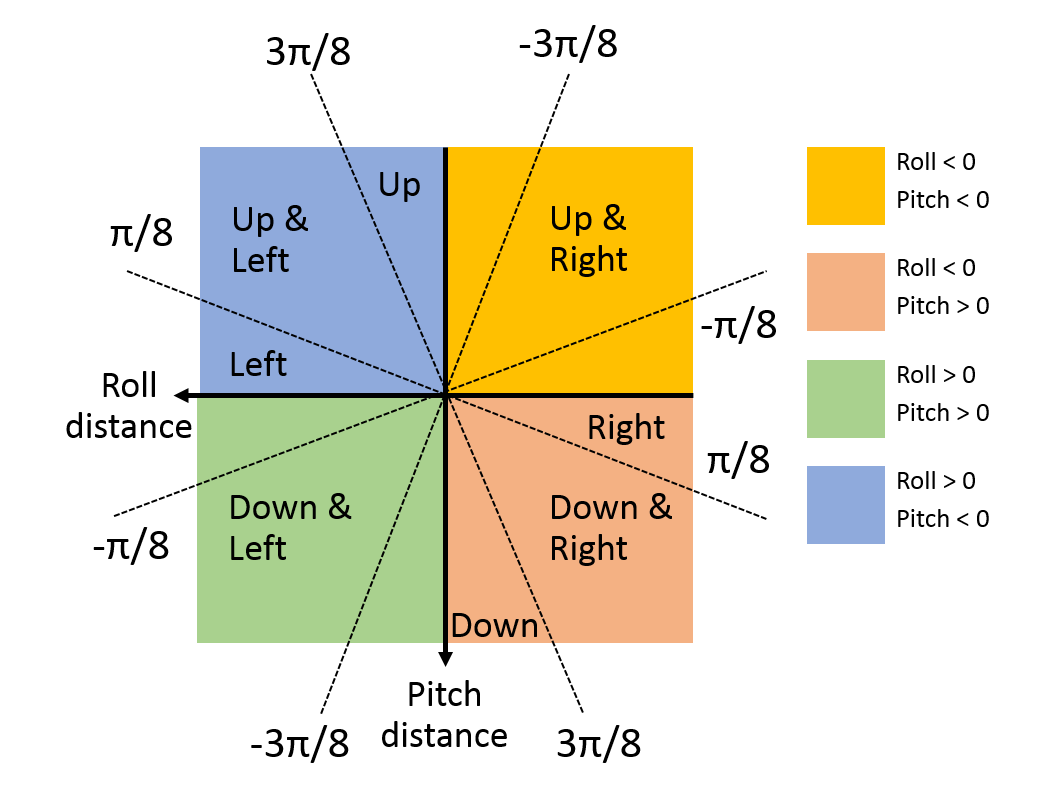 3π/8
-3π/8
Up
Up &
Left
Up &
Right
π/8
-π/8
Left
Roll
distance
Right
π/8
-π/8
Down &
Left
Down &
Right
Down
Pitch
distance
-3π/8
3π/8
Roll < 0
Pitch < 0
Roll < 0
Pitch > 0
Roll > 0
Pitch > 0
Roll > 0
Pitch < 0